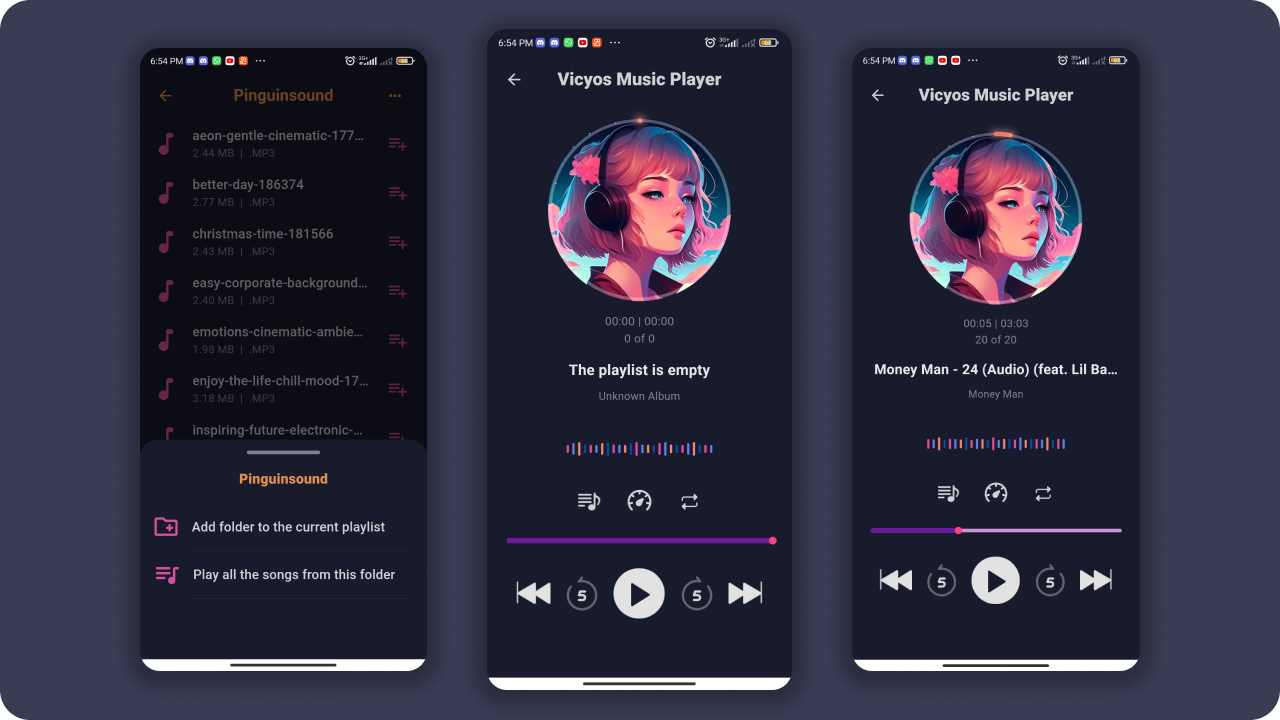 6:54 PM
Pinguinsound
aeon-gentle-cinematic-177...
2.44 MB | .MP3
better-day-186374
2.77 MB | .MP3
christmas-time-181566
2.43 MB | .MP3
easy-corporate-background...
2.40 MB | .MP3
emotions-cinematic-ambie...
1.98 MB | .MP3
enjoy-the-life-chill-mood-17...
3.18 MB | .MP3
inspiring-future-electronic-...
Pinguinsound
Add folder to the current playlist
Play all the songs from this folder
6:54 PM
3G+
Vicyos Music Player
00:00 | 00:00
0 of 0
The playlist is empty
Unknown Album
5
5
6:54 PM
Vicyos Music Player
00:05 | 03:03
20 of 20
Money Man - 24 (Audio) (feat. Lil Ba...
Money Man
5
5